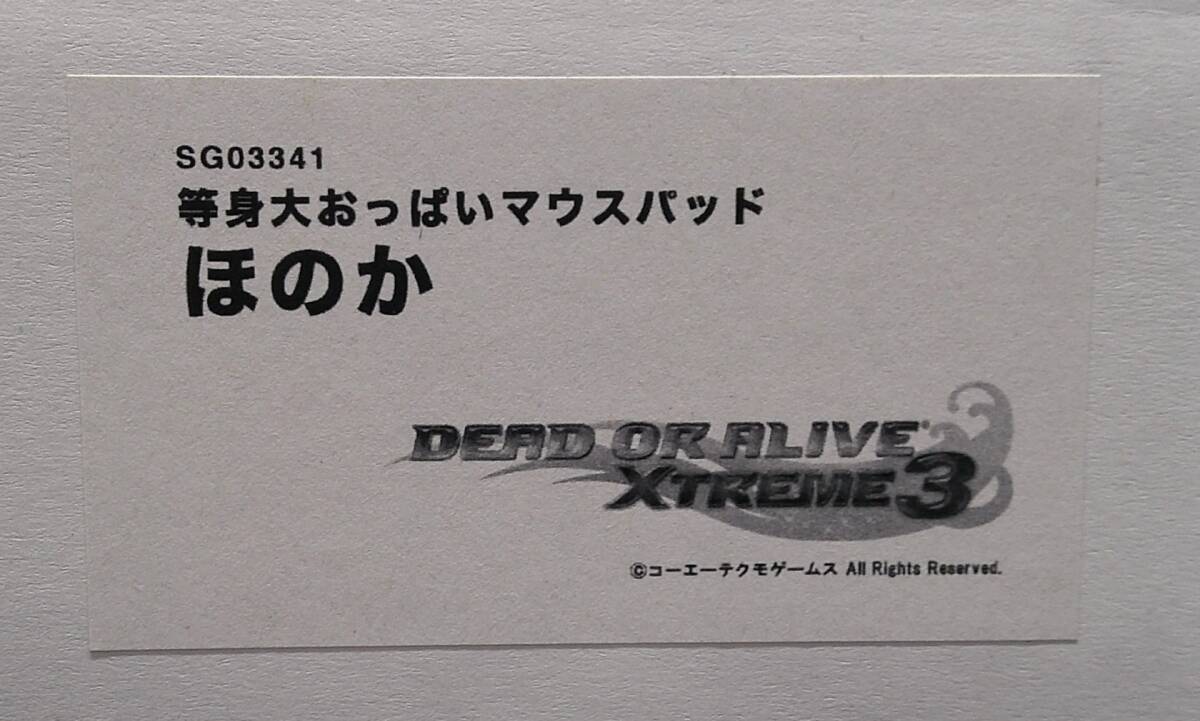 SG03341
等身大おっぱいマウスパッド
ほのか
DEAD OR ALIVE®
XTREME 3
©コーエーテクモゲームス All Rights Reserved.